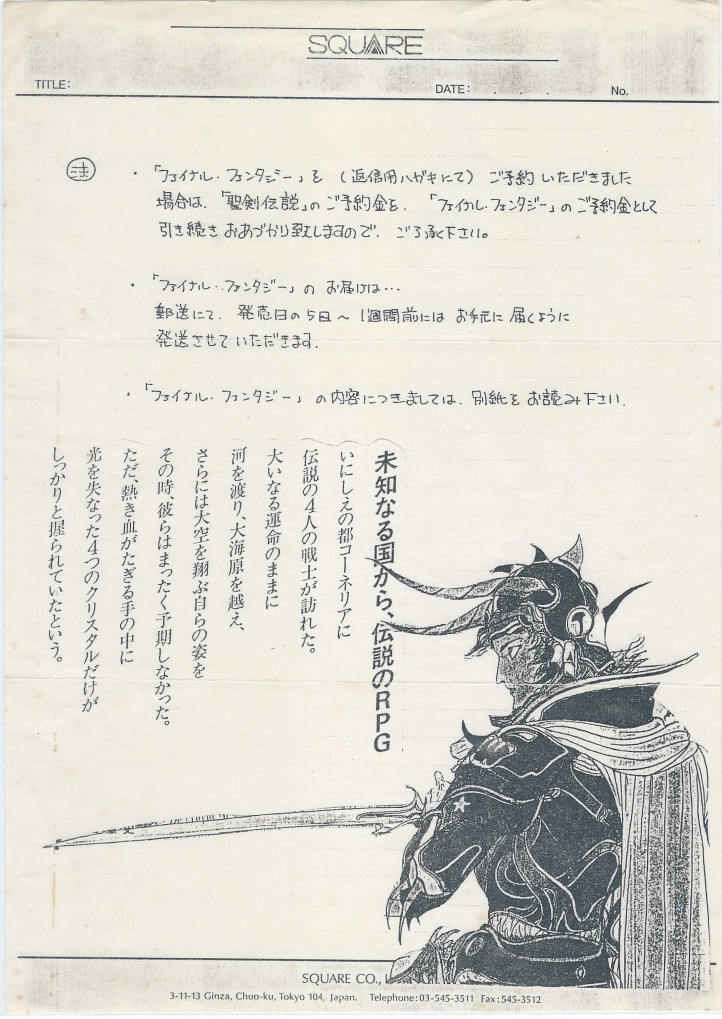 SQUARE
TITLE:
DATE: . .
No.
注
・「ファイナル・ファンタジー」を(返信用ハガキにて)ご予約いただきました
場合は、「聖剣伝説」のご予約金を、「ファイナル・ファンタジー」のご予約金として
引き続きおあづかり致しますので、ご了承下さい。
・「ファイナル・ファンタジー」のお届けは…
郵送にて、発売日の5日～1週間前にはお手元に届くように
発送させていただきます.
・「ファイナル・ファンタジー」の内容につきましては、別紙をお読み下さい.
未知なる国から、伝説のRPG
いにしえの都コーネリアに
伝説の4人の戦士が訪れた。
大いなる運命のままに
河を渡り、大海原を越え、
さらには大空を翔ぶ自らの姿を
その時、彼らはまったく予期しなかった。
ただ、熱き血がたぎる手の中に
光を失なった4つのクリスタルだけが
しっかりと握られていたという。
SQUARE CO.,
3-11-13 Ginza, Chuo-ku, Tokyo 104, Japan. Telephone:03-545-3511 Fax:545-3512